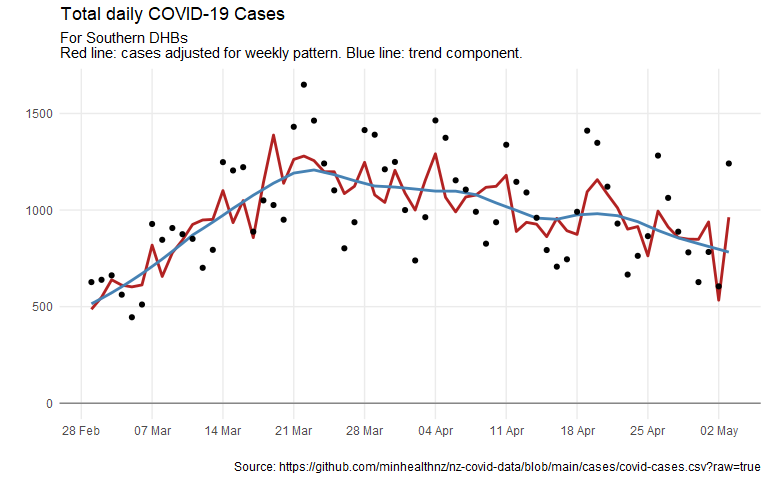 Total daily COVID-19 Cases
For Southern DHBs
Red line: cases adjusted for weekly pattern. Blue line: trend component.
1500
1000
500
0
28 Feb 07 Mar 14 Mar 21 Mar 28 Mar 04 Apr 11 Apr 18 Apr 25 Apr 02 May
Source: https://github.com/minhealthnz/nz-covid-data/blob/main/cases/covid-cases.csv?raw=true